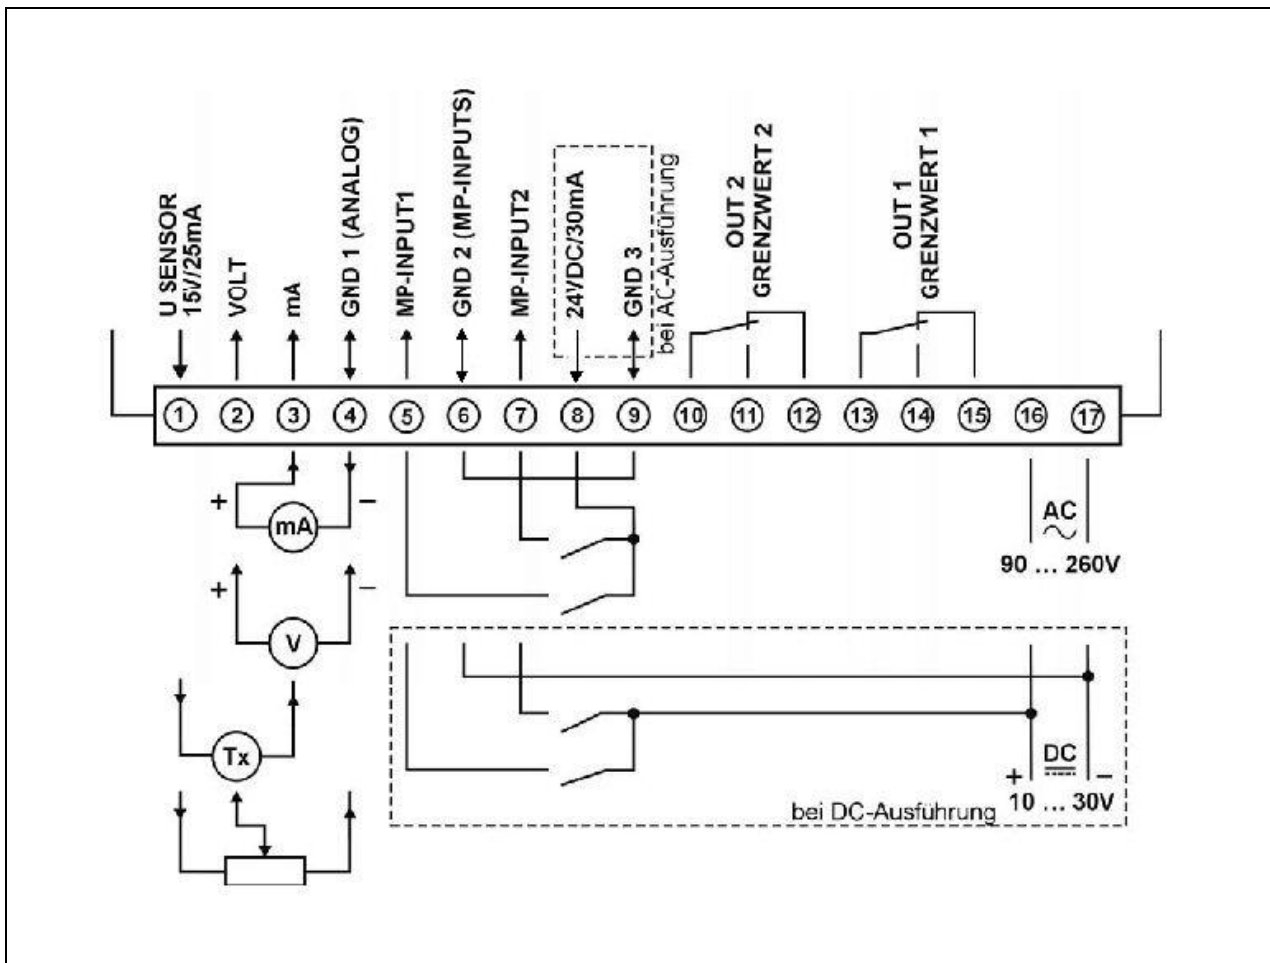 U SENSOR
15V/25mA
VOLT
mA
GND 1 (ANALOG)
MP-INPUT1
GND 2 (MP-INPUTS)
MP-INPUT2
24VDC/30mA
GND 3
bei AC-Ausführung
OUT 2
GRENZWERT 2
OUT 1
GRENZWERT 1
1 2 3 4 5 6 7 8 9 10 11 12 13 14 15 16 17
+ mA –
AC
90 ... 260V
+ V –
Tx
DC
+ –
10 ... 30V
bei DC-Ausführung